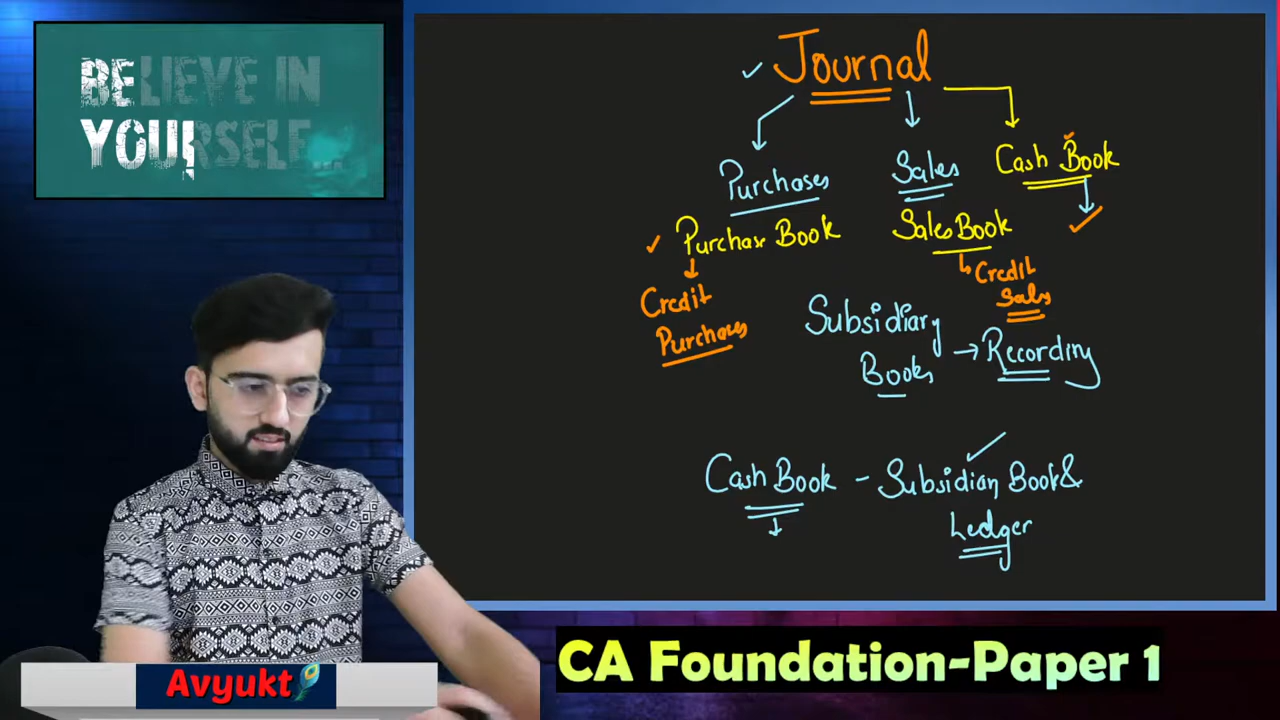 BELIEVE IN
YOURSELF
Journal
Purchases
Sales
Cash Book
Purchase Book
Sales Book
Credit
Purchases
Credit
Sales
Subsidiary
Books
→ Recording
Cash Book - Subsidian Book &
Ledger
CA Foundation-Paper 1
Avyukt